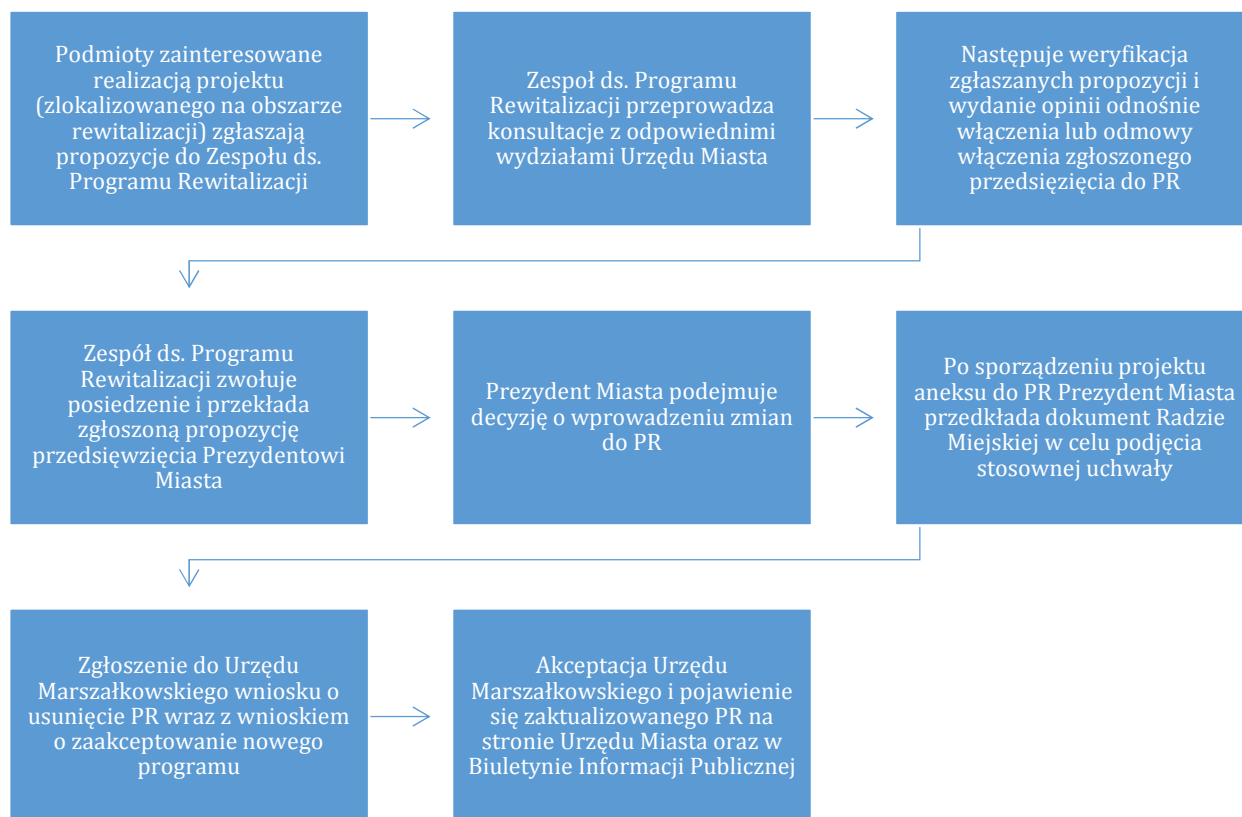 Podmioty zainteresowane
realizacją projektu
(zlokalizowanego na obszarze
rewitalizacji) zgłaszają
propozycje do Zespołu ds.
Programu Rewitalizacji
Zespoł ds. Programu
Rewitalizacji przeprowadza
konsultacje z odpowiednimi
wydziałami Urzędu Miasta
Następuje weryfikacja
zgłaszanych propozycji i
wydanie opinii odnośnie
włączenia lub odmowy
włączenia zgłoszonego
przedsięzięcia do PR
Zespół ds. Programu
Rewitalizacji zwołuje
posiedzenie i przekłada
zgłoszoną propozycję
przedsięwzięcia Prezydentowi
Miasta
Prezydent Miasta podejmuje
decyzję o wprowadzeniu zmian
do PR
Po sporządzeniu projektu
aneksu do PR Prezydent Miasta
przedkłada dokument Radzie
Miejskiej w celu podjęcia
stosownej uchwały
Zgłoszenie do Urzędu
Marszałkowskiego wniosku o
usunięcie PR wraz z wnioskiem
o zaakceptowanie nowego
programu
Akceptacja Urzędu
Marszałkowskiego i pojawienie
się zaktualizowanego PR na
stronie Urzędu Miasta oraz w
Biuletynie Informacji Publicznej